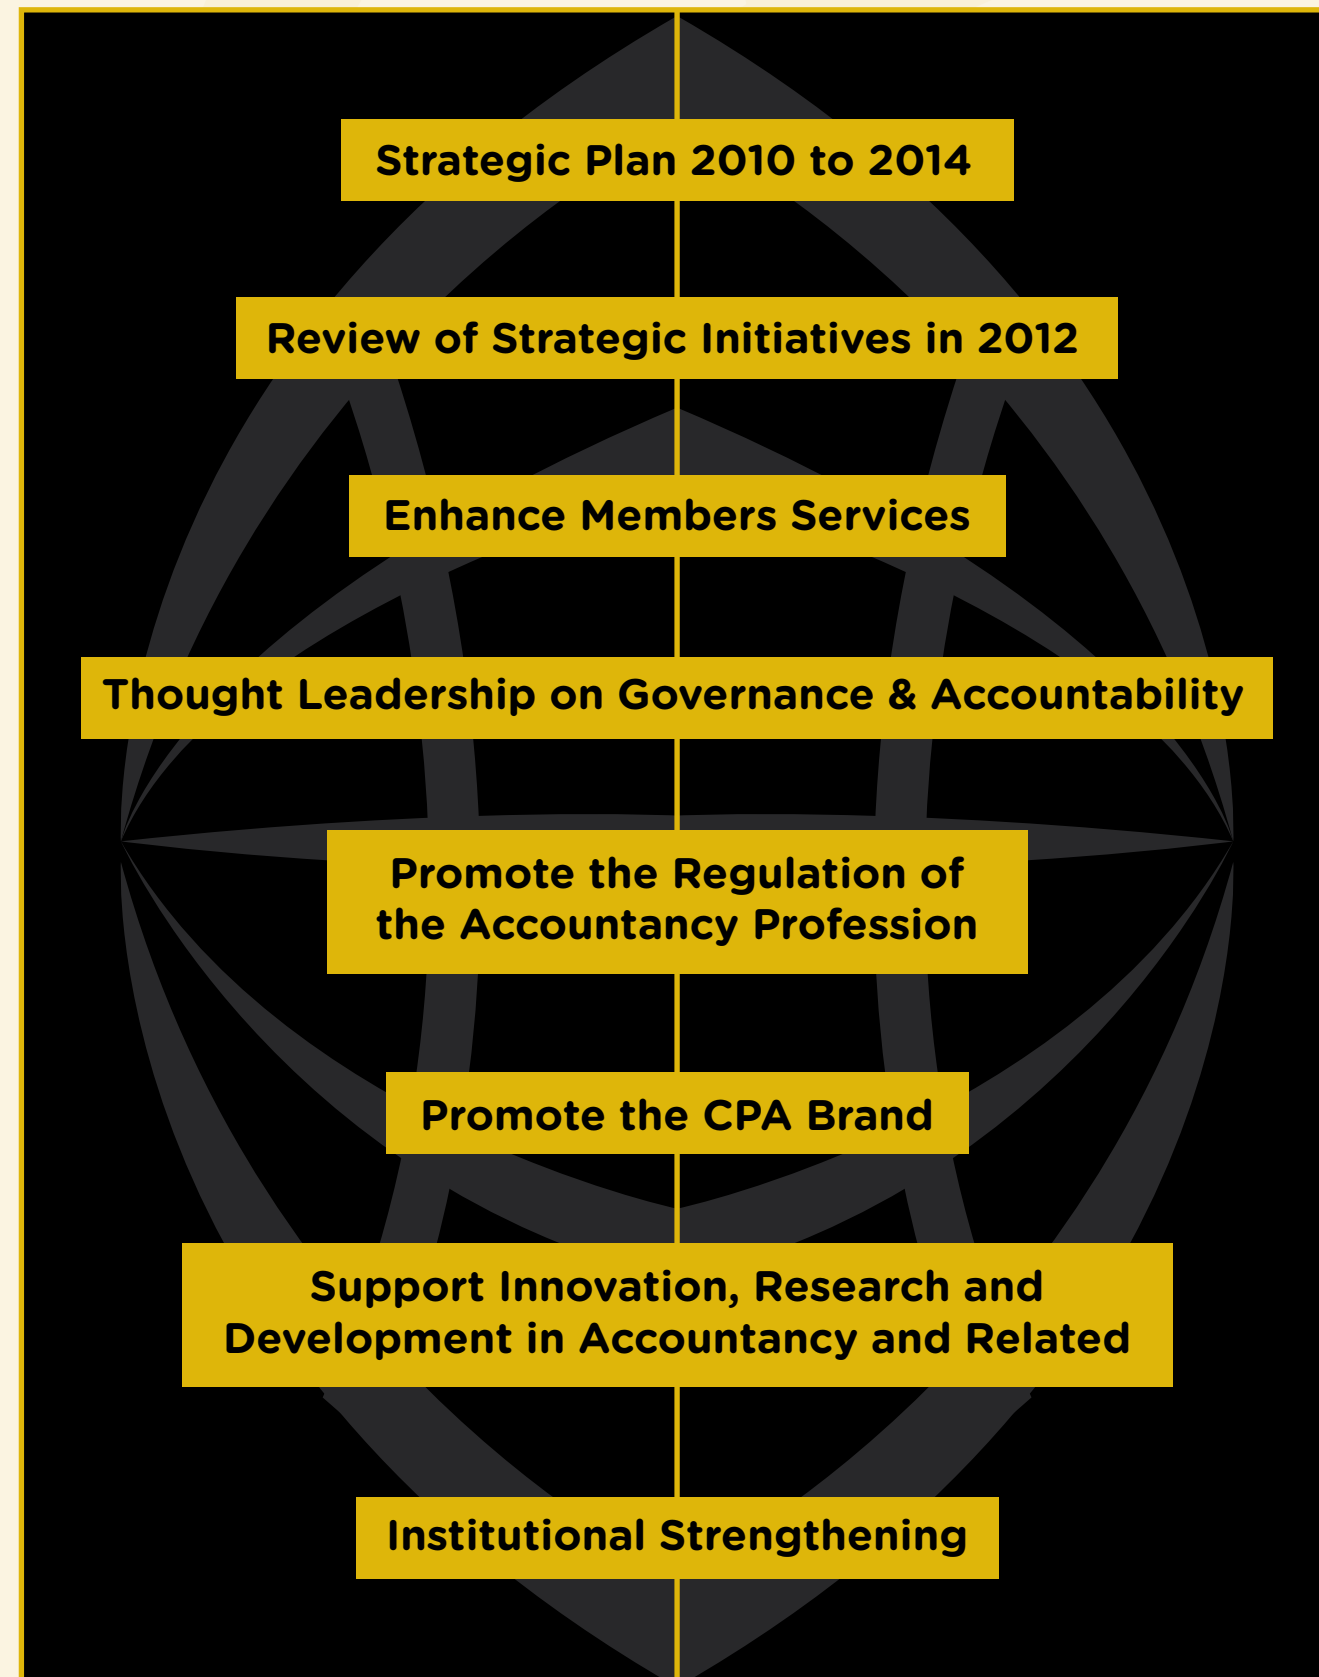 Strategic Plan 2010 to 2014
Review of Strategic Initiatives in 2012
Enhance Members Services
Thought Leadership on Governance & Accountability
Promote the Regulation of
the Accountancy Profession
Promote the CPA Brand
Support Innovation, Research and
Development in Accountancy and Related
Institutional Strengthening